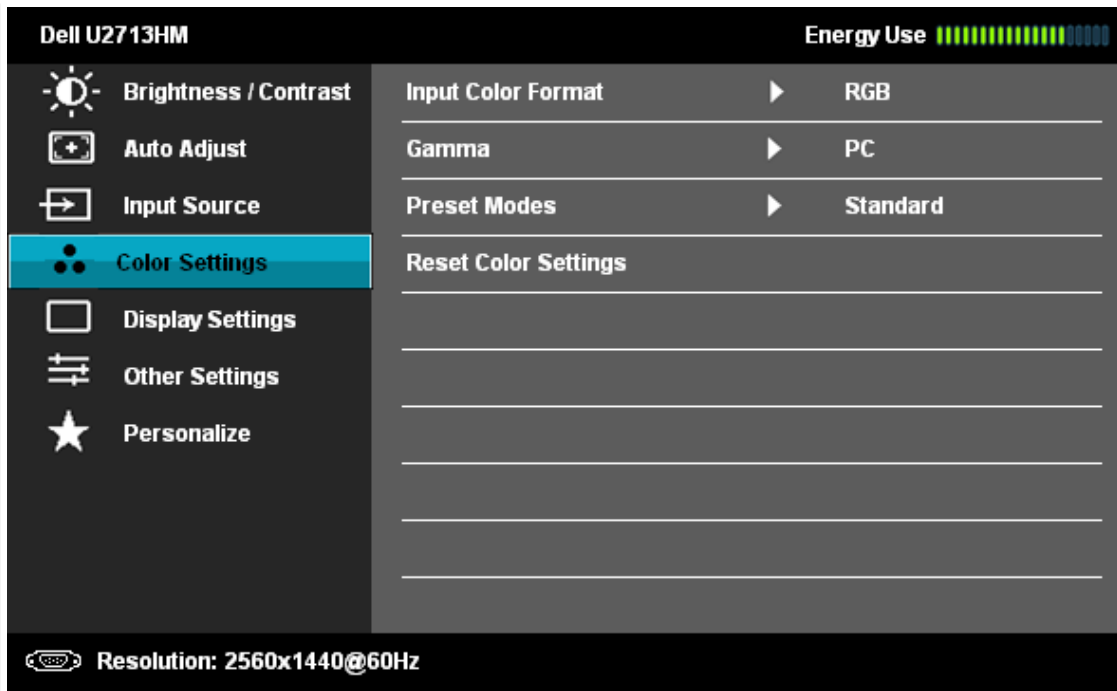 Dell U2713HM
Energy Use
Brightness / Contrast
Auto Adjust
Input Source
Color Settings
Display Settings
Other Settings
Personalize
Input Color Format RGB
Gamma PC
Preset Modes Standard
Reset Color Settings
Resolution: 2560x1440@60Hz